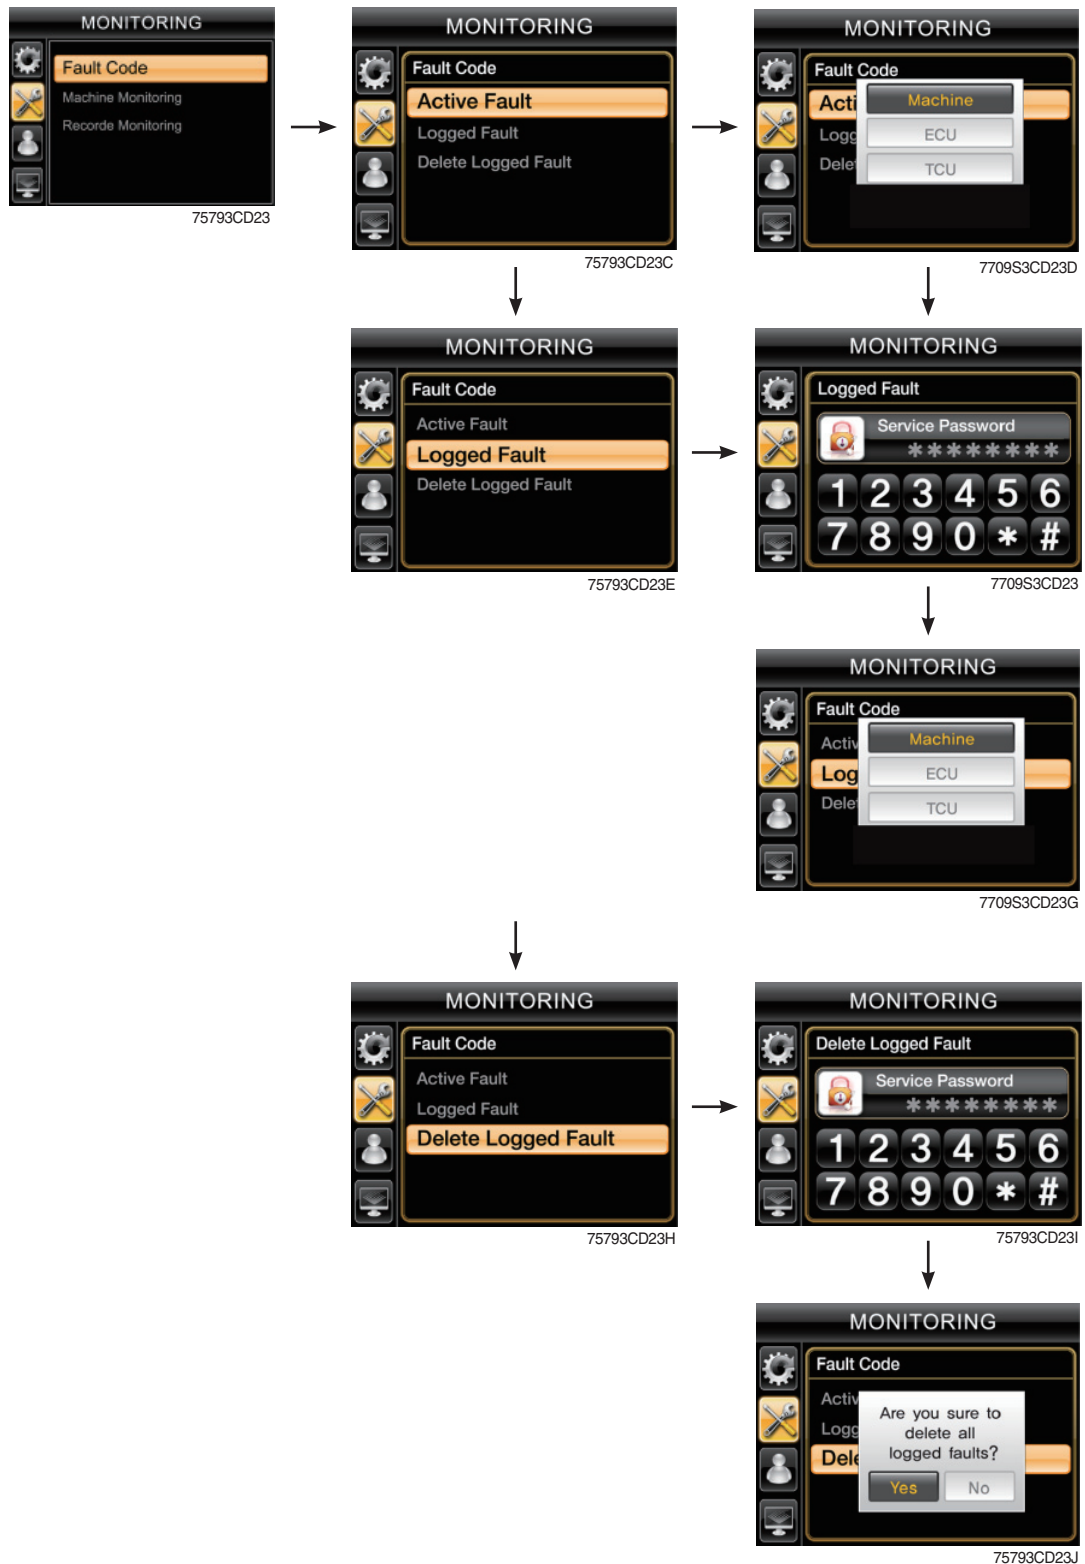 MONITORING
Fault Code
Machine Monitoring
Recorde Monitoring
75793CD23
MONITORING
Fault Code
Active Fault
Logged Fault
Delete Logged Fault
75793CD23C
MONITORING
Fault Code
Acti
Logg
Dele
Machine
ECU
TCU
7709S3CD23D
MONITORING
Fault Code
Active Fault
Logged Fault
Delete Logged Fault
75793CD23E
MONITORING
Logged Fault
Service Password
********
1 2 3 4 5 6
7 8 9 0 * #
7709S3CD23
MONITORING
Fault Code
Activ
Log
Dele
Machine
ECU
TCU
7709S3CD23G
MONITORING
Fault Code
Active Fault
Logged Fault
Delete Logged Fault
75793CD23H
MONITORING
Delete Logged Fault
Service Password
********
1 2 3 4 5 6
7 8 9 0 * #
75793CD23I
MONITORING
Fault Code
Activ
Logg
Dele
Are you sure to
delete all
logged faults?
Yes No
75793CD23J